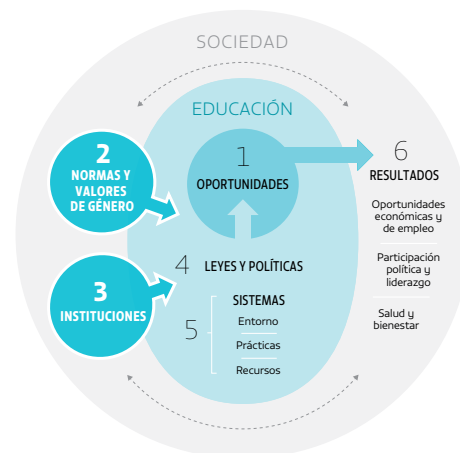 SOCIEDAD
EDUCACIÓN
1
OPORTUNIDADES
2
NORMAS Y
VALORES
DE GÉNERO
3
INSTITUCIONES
4 LEYES Y POLÍTICAS
5
SISTEMAS
Entorno
Prácticas
Recursos
6
RESULTADOS
Oportunidades
económicas y
de empleo
Participación
política y
liderazgo
Salud y
bienestar